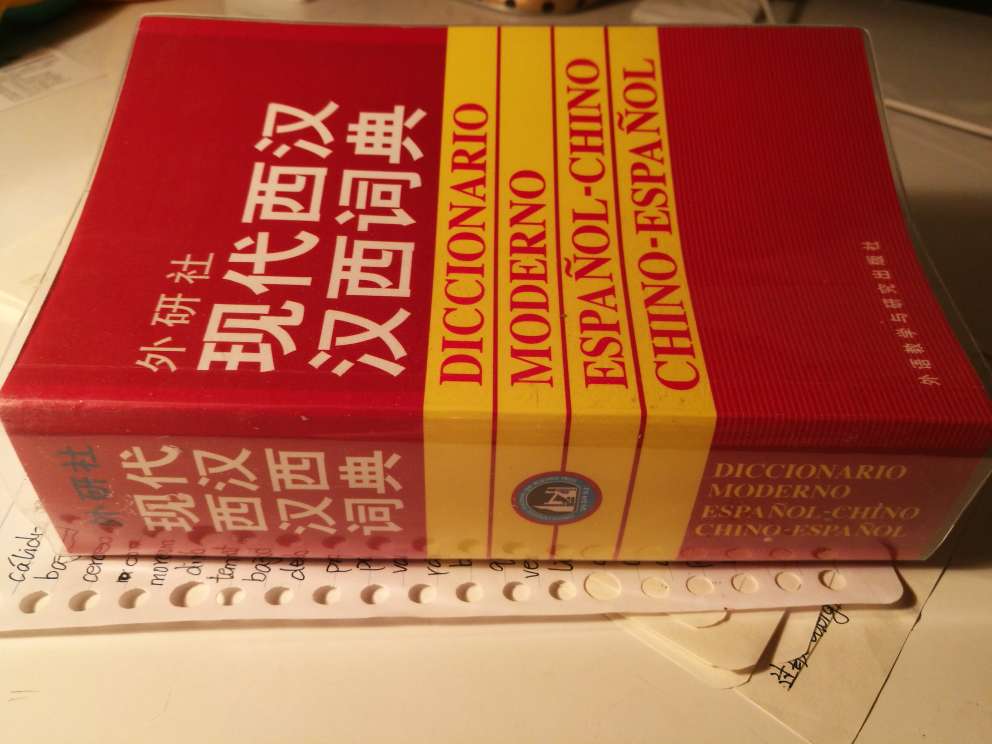 外研社
现代西汉
汉西词典
DICCIONARIO
MODERNO
ESPAÑOL-CHINO
CHINO-ESPAÑOL
外语教学与研究出版社
外研社
现代
西汉
汉西
词典
DICCIONARIO
MODERNO
ESPAÑOL-CHINO
CHINO-ESPAÑOL